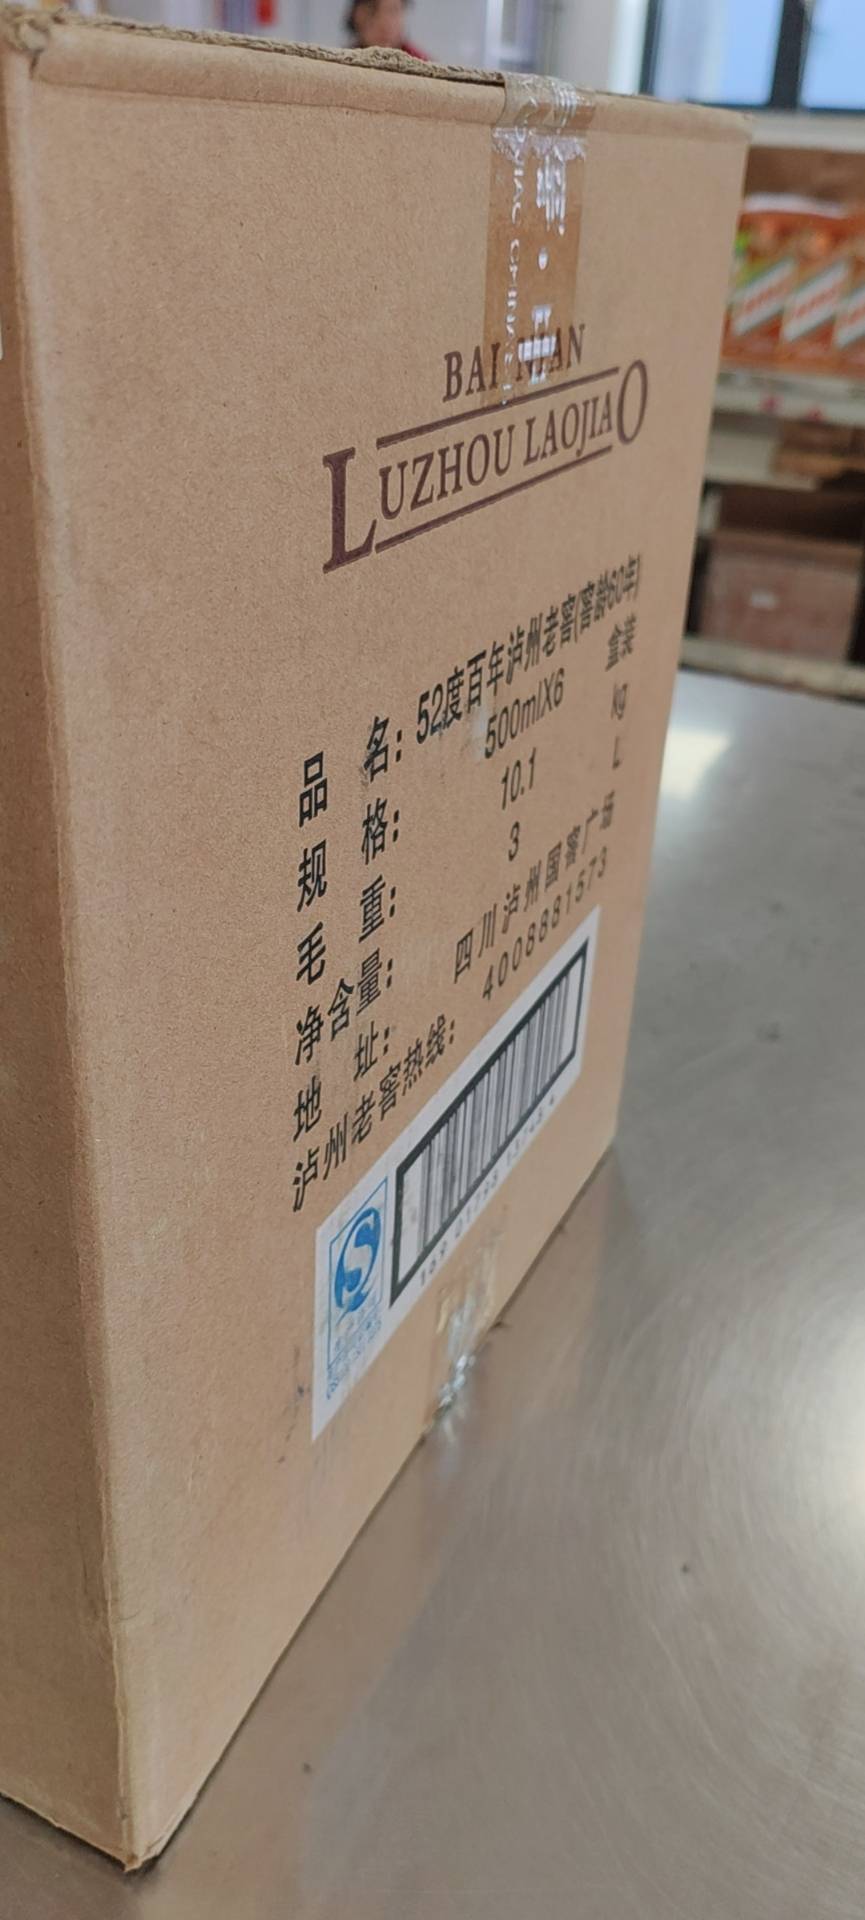 BAI NIAN
LUZHOU LAOJIAO
品 名: 52度百年泸州老窖(窖龄60年)
规 格: 500mlX6 盒装
毛 重: 10.1 kg
净含量: 3 L
地 址: 四川泸州国窖广场
泸州老窖热线: 4008881573